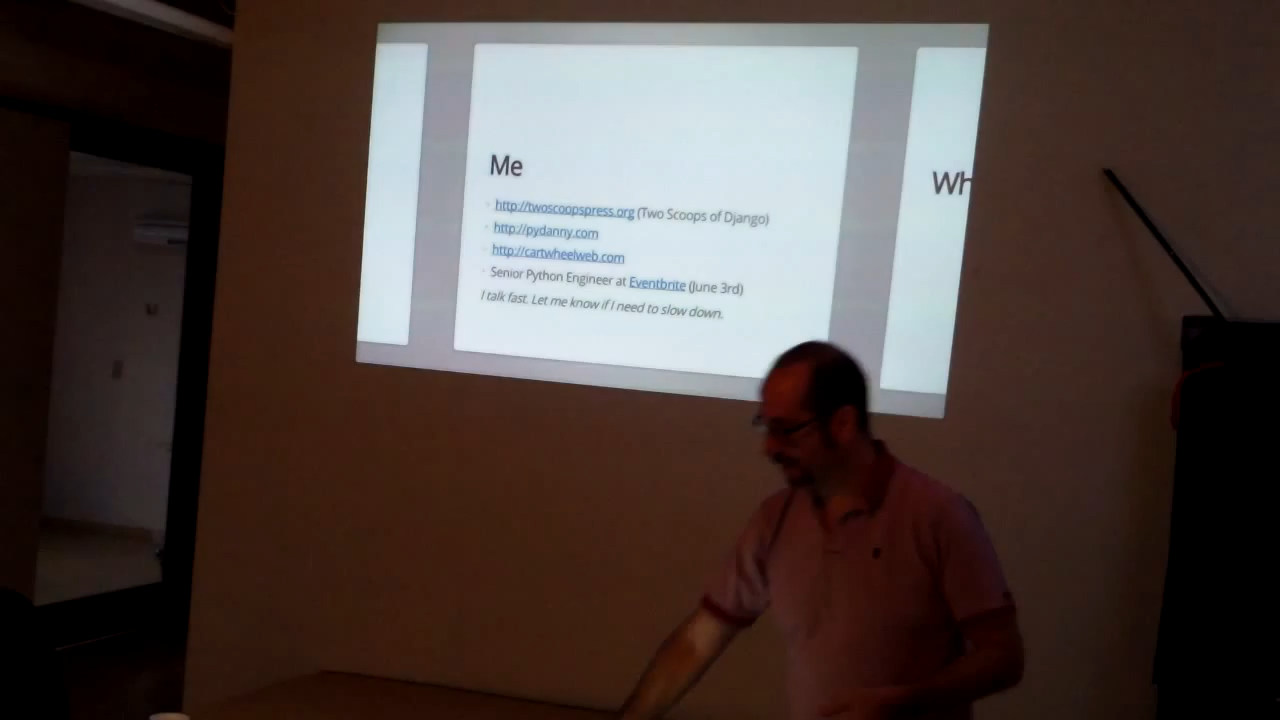 Me
http://twoscoopspress.org (Two Scoops of Django)
http://pydanny.com
http://cartwheelweb.com
Senior Python Engineer at Eventbrite (June 3rd)
I talk fast. Let me know if I need to slow down.
Wh